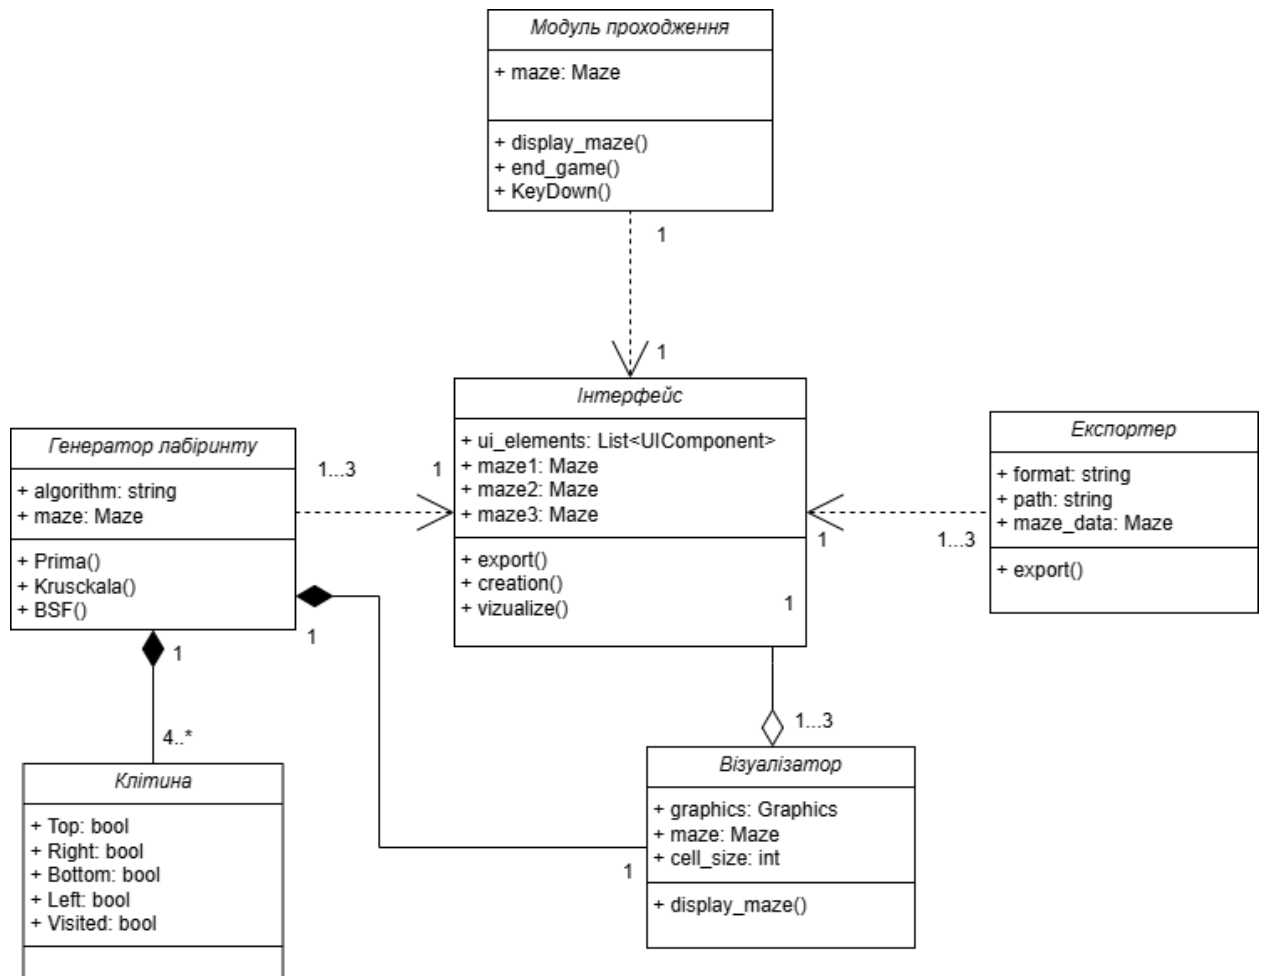 Модуль проходження
+ maze: Maze
+ display_maze()
+ end_game()
+ KeyDown()
1
1
Інтерфейс
+ ui_elements: List<UIComponent>
+ maze1: Maze
+ maze2: Maze
+ maze3: Maze
+ export()
+ creation()
+ vizualize()
1
Генератор лабіринту
+ algorithm: string
+ maze: Maze
+ Prima()
+ Krusckala()
+ BSF()
1...3
1
Експортер
+ format: string
+ path: string
+ maze_data: Maze
+ export()
1
1...3
1
1
4..*
Клітина
+ Top: bool
+ Right: bool
+ Bottom: bool
+ Left: bool
+ Visited: bool
1...3
Візуалізатор
+ graphics: Graphics
+ maze: Maze
+ cell_size: int
+ display_maze()
1